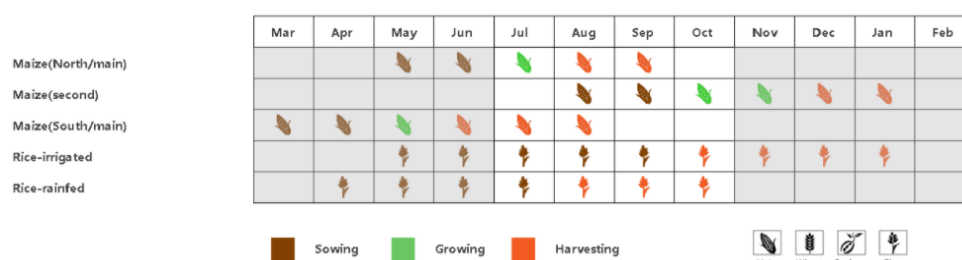 Mar Apr May Jun Jul Aug Sep Oct Nov Dec Jan Feb
Maize(North/main)
Maize(second)
Maize(South/main)
Rice-irrigated
Rice-rainfed
Sowing Growing Harvesting